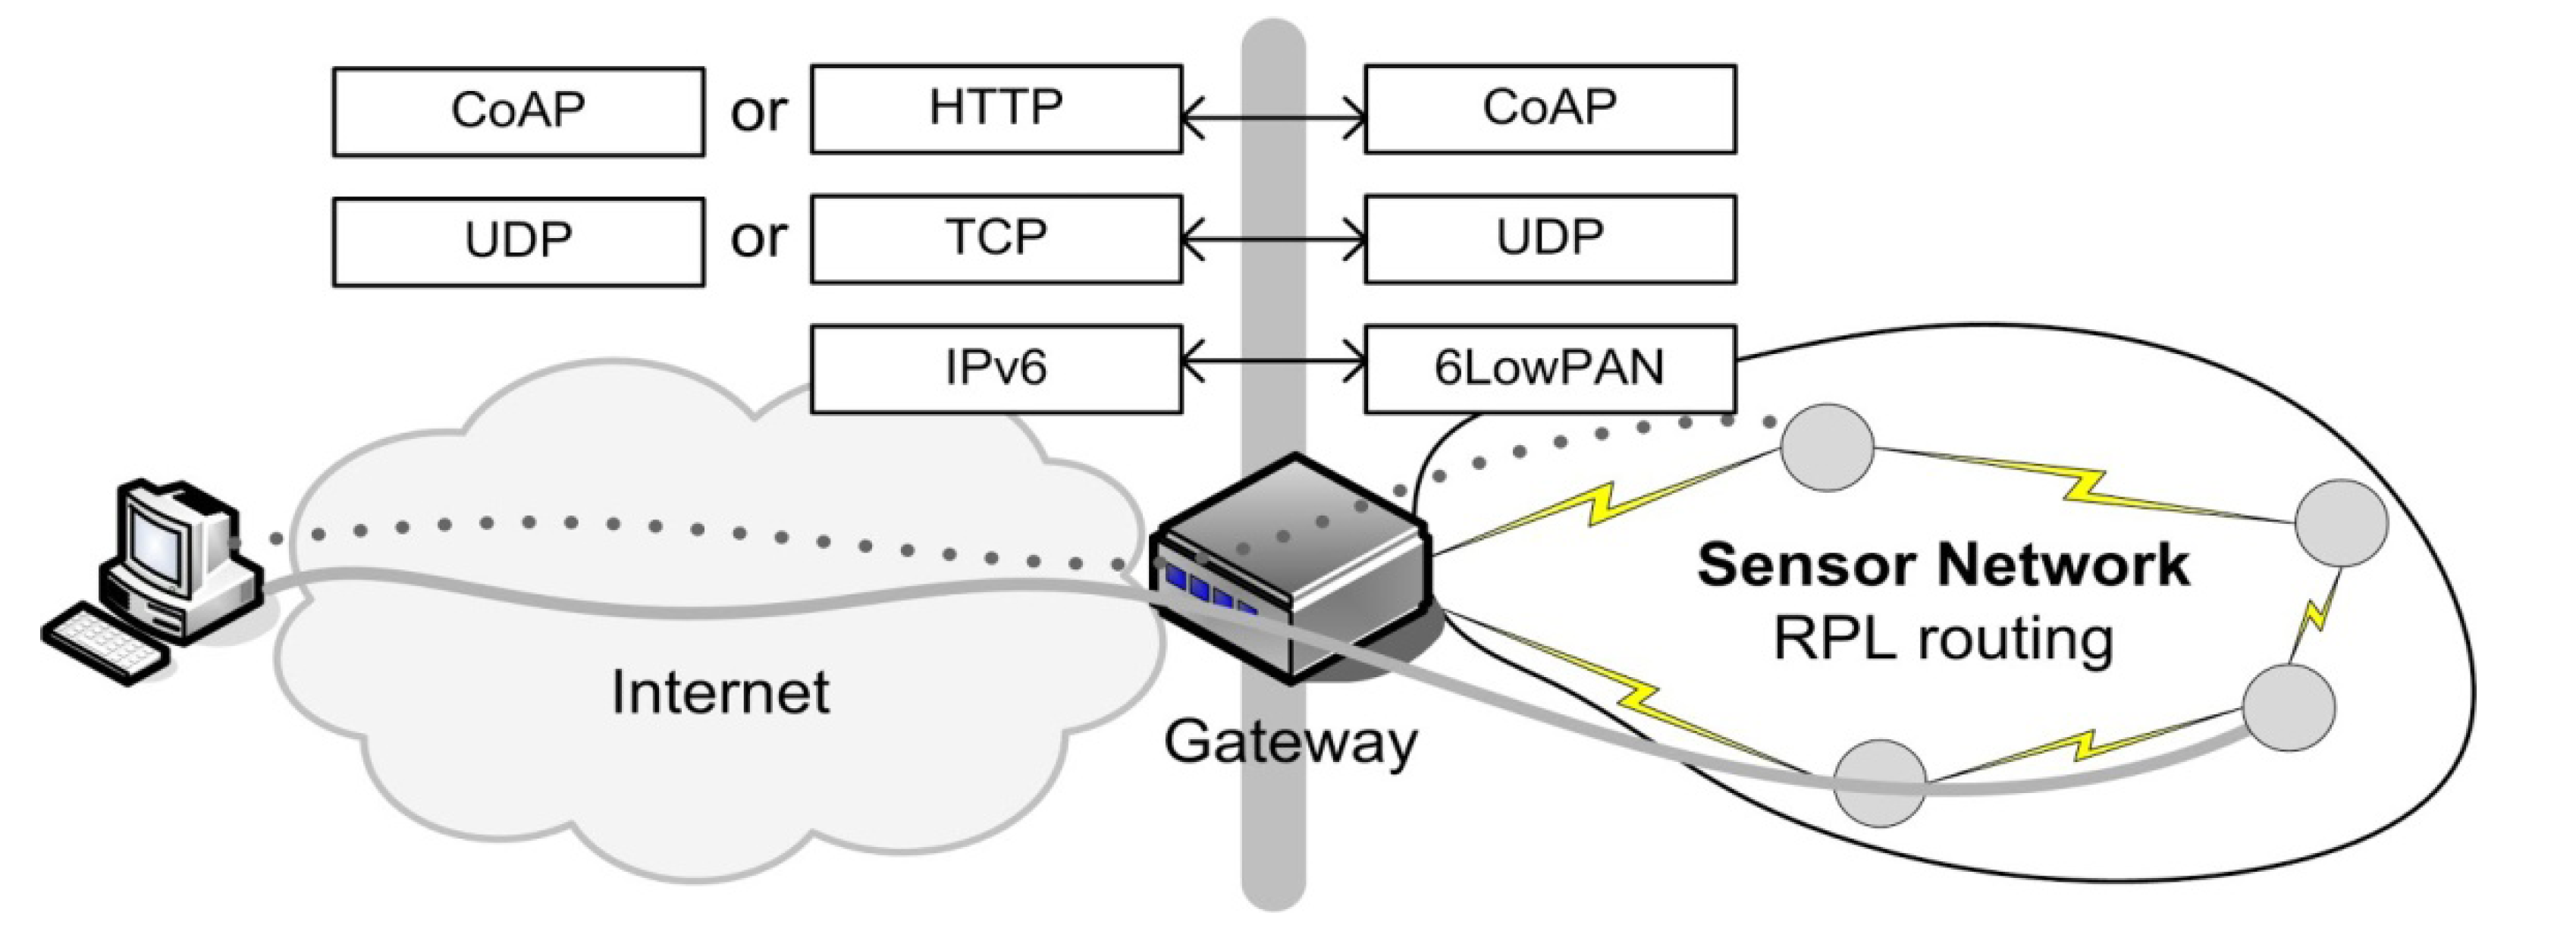 CoAP or HTTP CoAP
UDP or TCP UDP
IPv6 6LowPAN
Sensor Network
RPL routing
Internet
Gateway